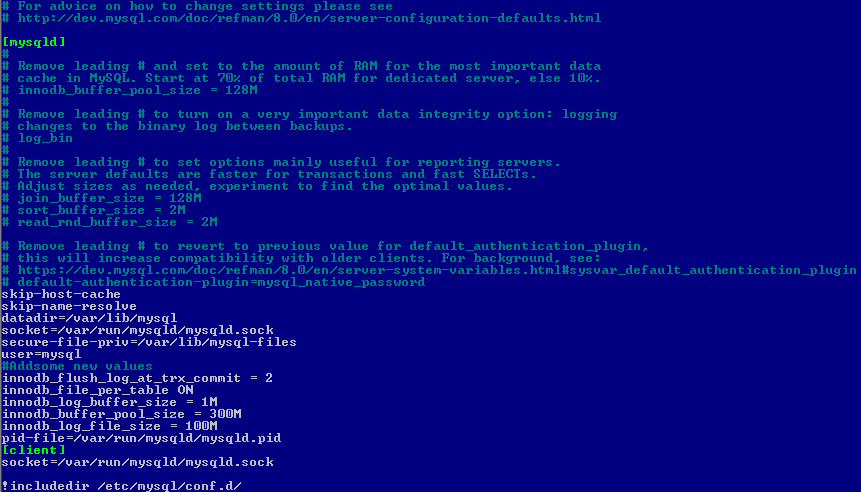 # For advice on how to change settings please see
# http://dev.mysql.com/doc/refman/8.0/en/server-configuration-defaults.html
[mysqld]
#
# Remove leading # and set to the amount of RAM for the most important data
# cache in MySQL. Start at 70% of total RAM for dedicated server, else 10%.
# innodb_buffer_pool_size = 128M
#
# Remove leading # to turn on a very important data integrity option: logging
# changes to the binary log between backups.
# log_bin
#
# Remove leading # to set options mainly useful for reporting servers.
# The server defaults are faster for transactions and fast SELECTs.
# Adjust sizes as needed, experiment to find the optimal values.
# join_buffer_size = 128M
# sort_buffer_size = 2M
# read_rnd_buffer_size = 2M
# Remove leading # to revert to previous value for default_authentication_plugin,
# this will increase compatibility with older clients. For background, see:
# https://dev.mysql.com/doc/refman/8.0/en/server-system-variables.html#sysvar_default_authentication_plugin
# default-authentication-plugin=mysql_native_password
skip-host-cache
skip-name-resolve
datadir=/var/lib/mysql
socket=/var/run/mysqld/mysqld.sock
secure-file-priv=/var/lib/mysql-files
user=mysql
#Addsome new values
innodb_flush_log_at_trx_commit = 2
innodb_file_per_table ON
innodb_log_buffer_size = 1M
innodb_buffer_pool_size = 300M
innodb_log_file_size = 100M
pid-file=/var/run/mysqld/mysqld.pid
[client]
socket=/var/run/mysqld/mysqld.sock
!includedir /etc/mysql/conf.d/